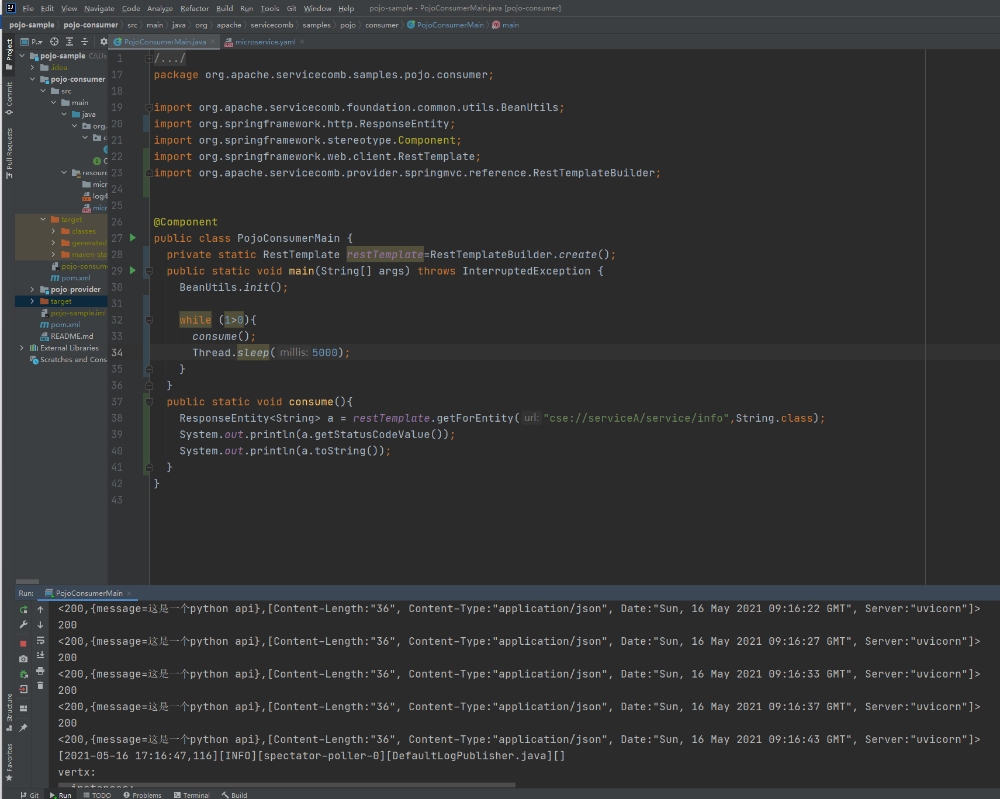 File Edit View Navigate Code Analyze Refactor Build Run Tools Git Window Help pojo-sample - PojoConsumerMain.java [pojo-consumer]
pojo-sample pojo-consumer src main java org apache servicecomb samples pojo consumer PojoConsumerMain main
P.. PojoConsumerMain.java microservice.yaml
Project
Commit
Pull Requests
Structure
Favorites
pojo-sample C:\Us
.idea
pojo-consumer
src
main
java
org.
c
C
resourc
micr
log4
micr
target
classes
generated
maven-sta
pojo-consume
pom.xml
pojo-provider
target
pojo-sample.iml
pom.xml
README.md
External Libraries
Scratches and Cons
1 /.../
17 package org.apache.servicecomb.samples.pojo.consumer;
18
19 import org.apache.servicecomb.foundation.common.utils.BeanUtils;
20 import org.springframework.http.ResponseEntity;
21 import org.springframework.stereotype.Component;
22 import org.springframework.web.client.RestTemplate;
23 import org.apache.servicecomb.provider.springmvc.reference.RestTemplateBuilder;
24
25
26 @Component
27 public class PojoConsumerMain {
28 private static RestTemplate restTemplate=RestTemplateBuilder.create();
29 public static void main(String[] args) throws InterruptedException {
30 BeanUtils.init();
31
32 while (1>0){
33 consume();
34 Thread.sleep( millis: 5000);
35 }
36 }
37 public static void consume(){
38 ResponseEntity<String> a = restTemplate.getForEntity( url: "cse://serviceA/service/info",String.class);
39 System.out.println(a.getStatusCodeValue());
40 System.out.println(a.toString());
41 }
42 }
43
Run: PojoConsumerMain
<200,{message=这是一个python api},[Content-Length:"36", Content-Type:"application/json", Date:"Sun, 16 May 2021 09:16:22 GMT", Server:"uvicorn"]>
200
<200,{message=这是一个python api},[Content-Length:"36", Content-Type:"application/json", Date:"Sun, 16 May 2021 09:16:27 GMT", Server:"uvicorn"]>
200
<200,{message=这是一个python api},[Content-Length:"36", Content-Type:"application/json", Date:"Sun, 16 May 2021 09:16:33 GMT", Server:"uvicorn"]>
200
<200,{message=这是一个python api},[Content-Length:"36", Content-Type:"application/json", Date:"Sun, 16 May 2021 09:16:37 GMT", Server:"uvicorn"]>
200
<200,{message=这是一个python api},[Content-Length:"36", Content-Type:"application/json", Date:"Sun, 16 May 2021 09:16:43 GMT", Server:"uvicorn"]>
[2021-05-16 17:16:47,116][INFO][spectator-poller-0][DefaultLogPublisher.java][]
vertx:
instances:
Git Run TODO Problems Terminal Build